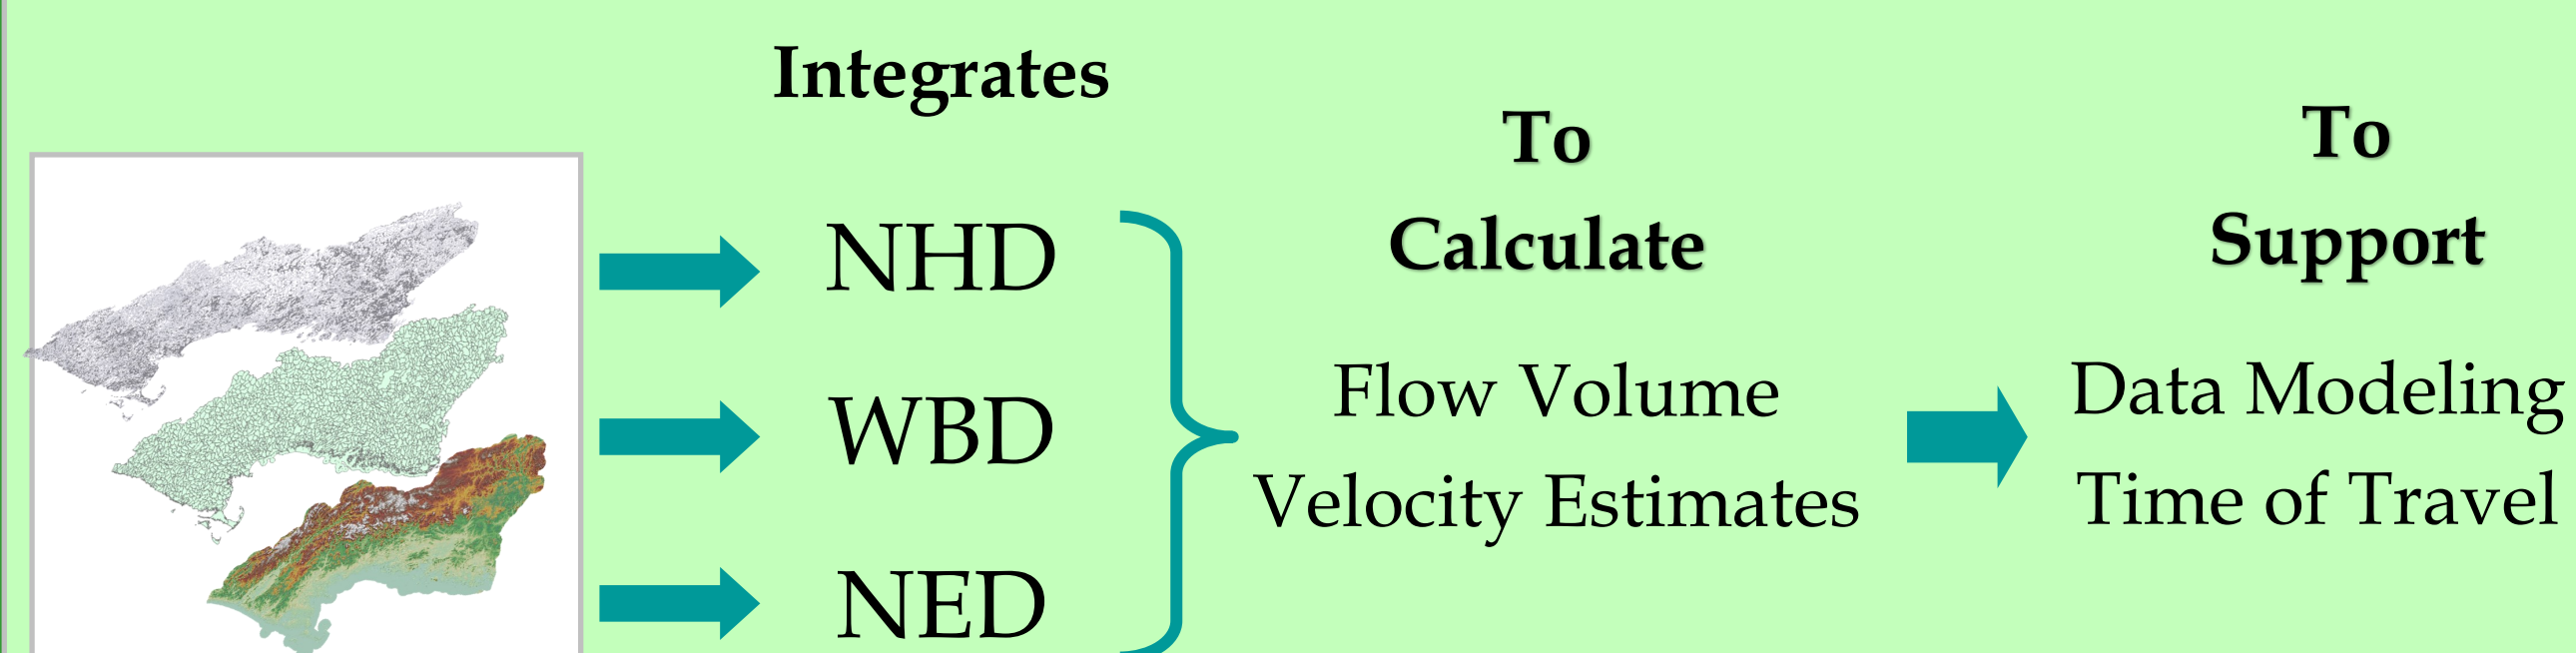 Integrates
NHD
WBD
NED
To
Calculate
Flow Volume
Velocity Estimates
To
Support
Data Modeling
Time of Travel